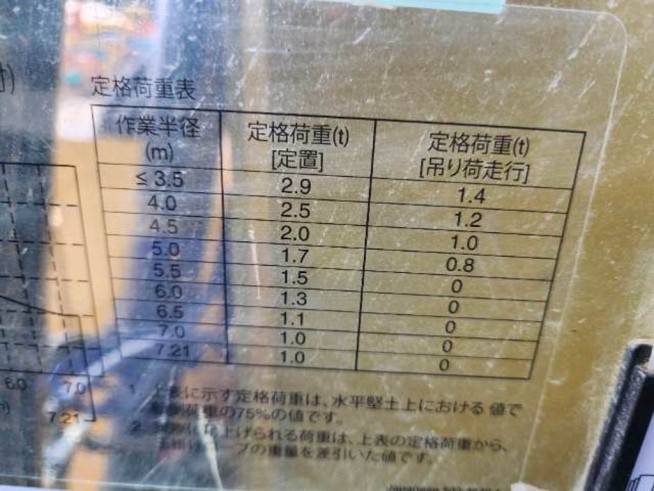 定格荷重表
作業半径 定格荷重(t) 定格荷重(t)
(m) [定置] [吊り荷走行]
≤3.5 2.9 1.4
4.0 2.5 1.2
4.5 2.0 1.0
5.0 1.7 0.8
5.5 1.5 0
6.0 1.3 0
6.5 1.1 0
7.0 1.0 0
7.21 1.0 0
6.0 7.0
7.21
1. 上表に示す定格荷重は、水平堅土上における値で
荷重の75%の値です。
2. 上げられる荷重は、上表の定格荷重から、
の重量を差引いた値です。